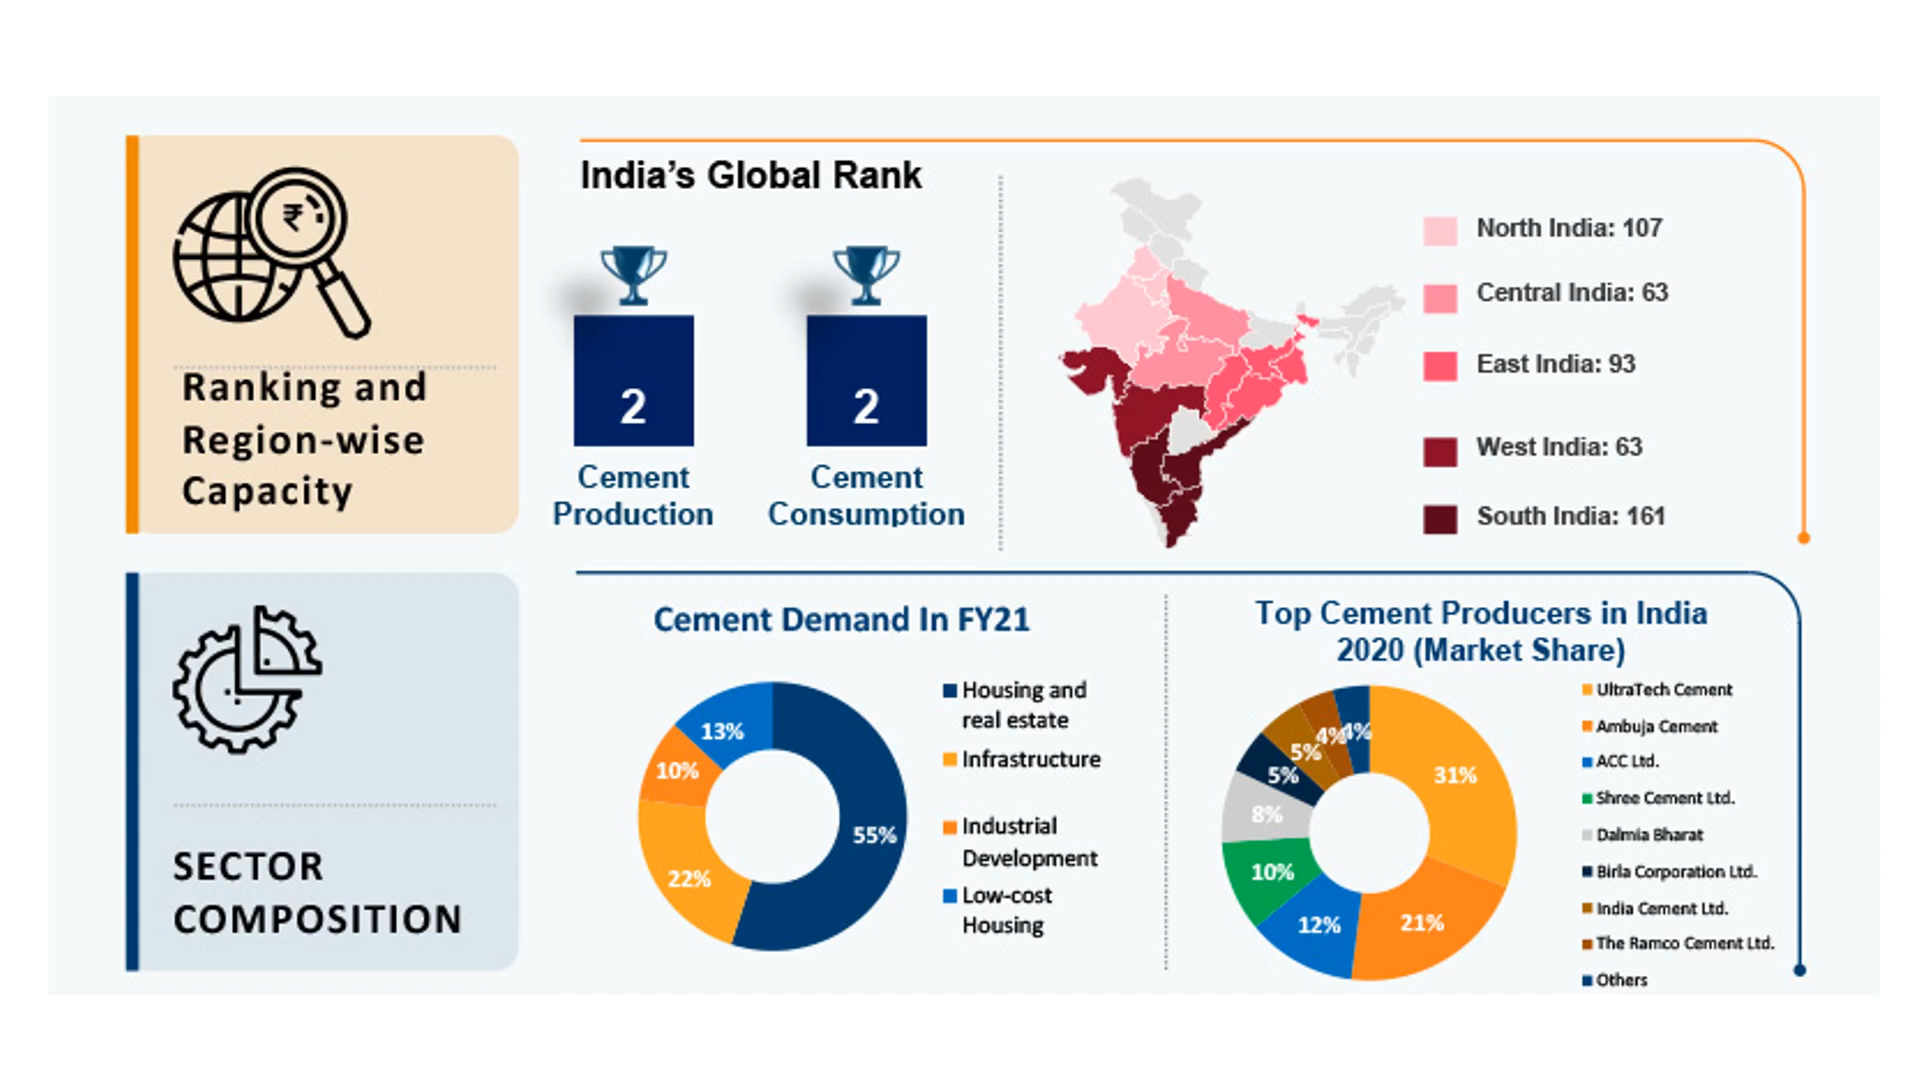 ₹
Ranking and
Region-wise
Capacity
India's Global Rank
2
2
Cement
Production
Cement
Consumption
North India: 107
Central India: 63
East India: 93
West India: 63
South India: 161
SECTOR
COMPOSITION
Cement Demand In FY21
13%
10%
22%
55%
Housing and
real estate
Infrastructure
Industrial
Development
Low-cost
Housing
Top Cement Producers in India
2020 (Market Share)
31%
21%
12%
10%
8%
5%
5%
4%
4%
UltraTech Cement
Ambuja Cement
ACC Ltd.
Shree Cement Ltd.
Dalmia Bharat
Birla Corporation Ltd.
India Cement Ltd.
The Ramco Cement Ltd.
Others